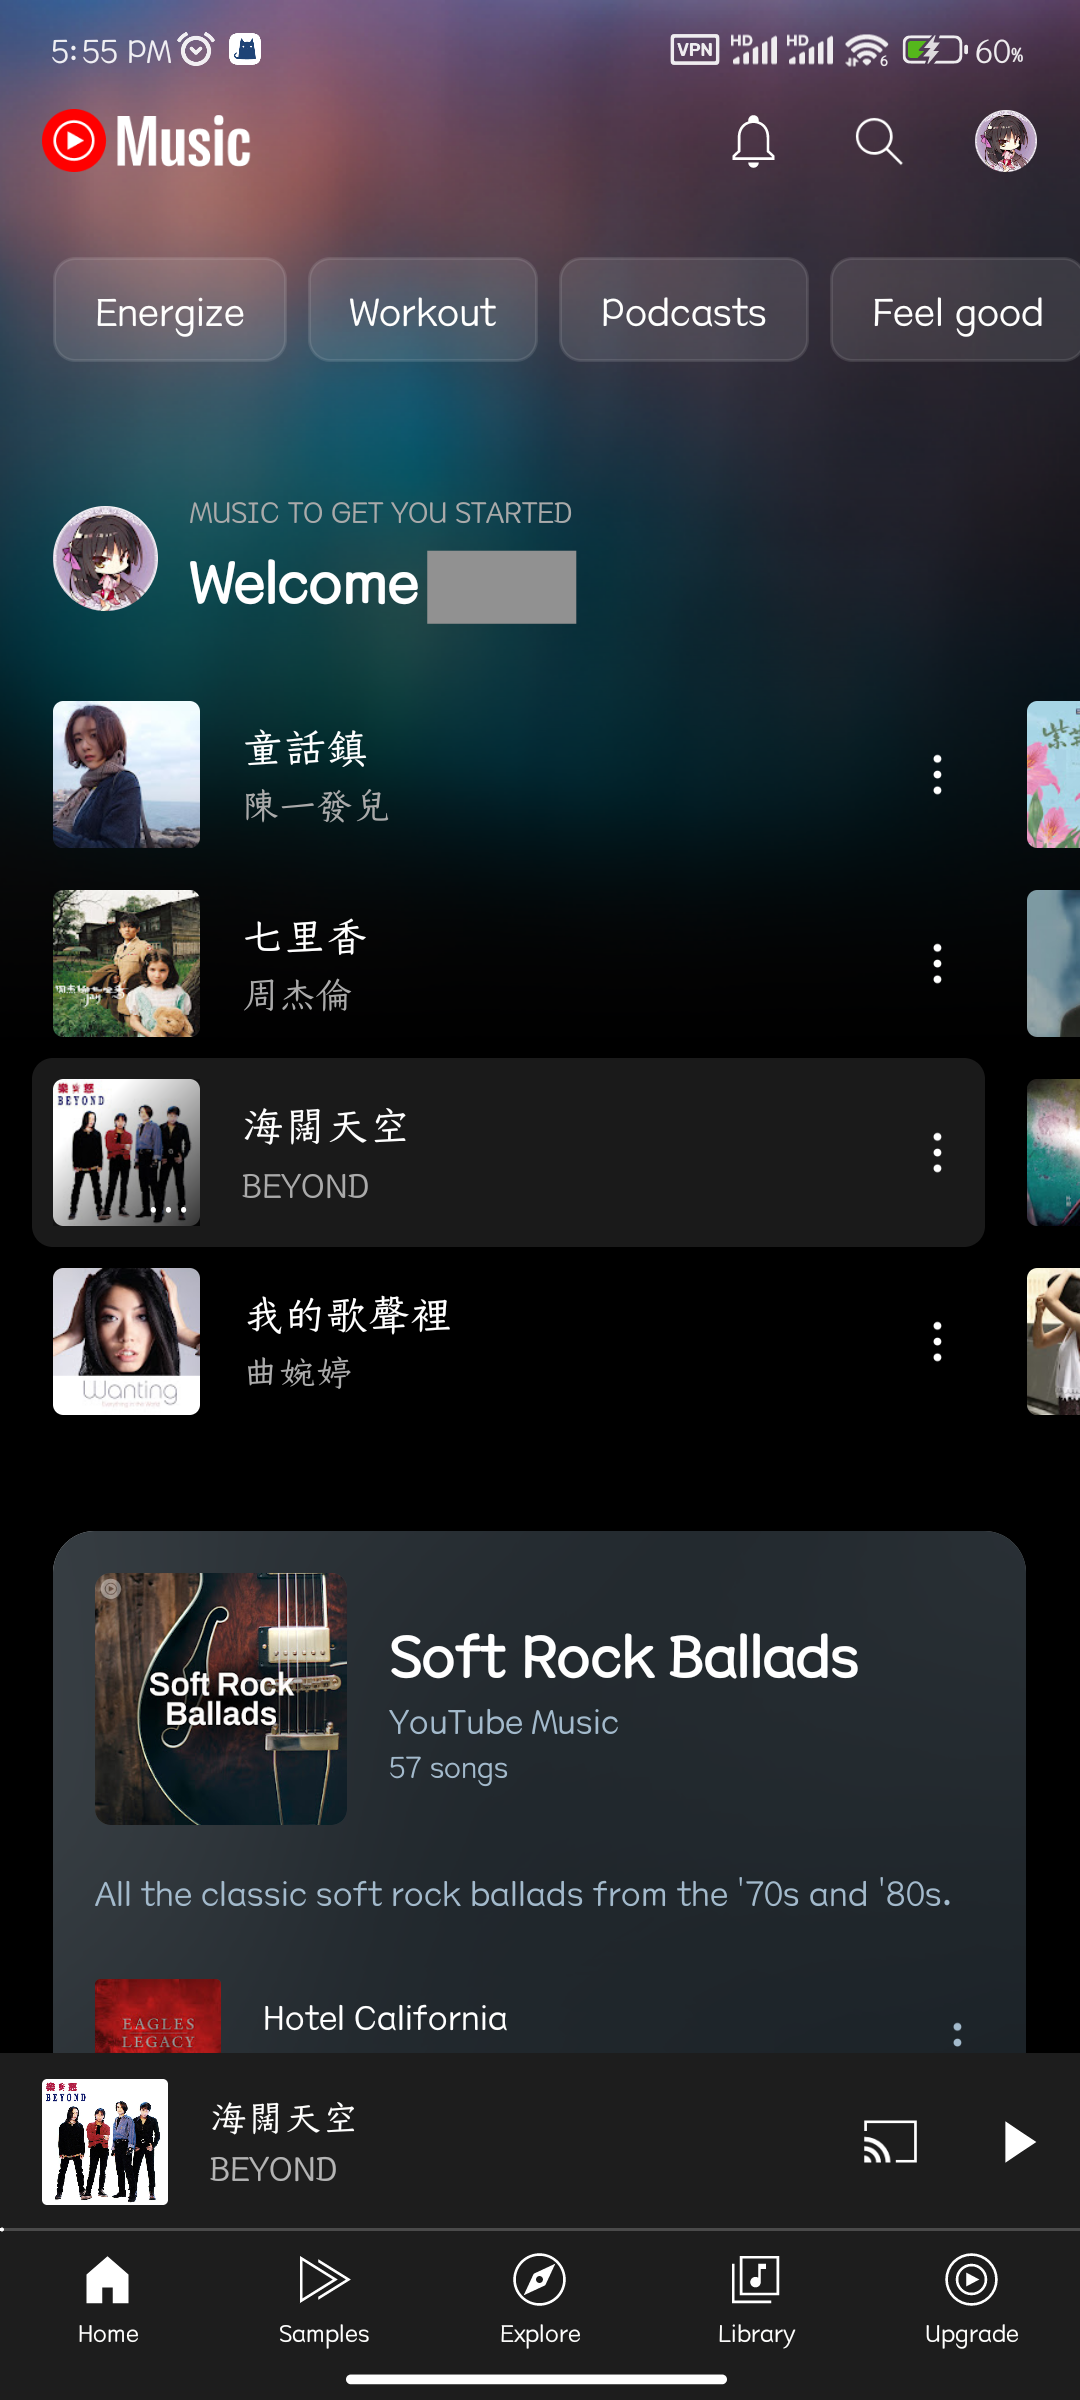 5:55 PM
VPN HD HD 6 60%
Music
Energize Workout Podcasts Feel good
MUSIC TO GET YOU STARTED
Welcome
童話鎮
陳一發兒
七里香
周杰倫
BEYOND
海闊天空
BEYOND
我的歌聲裡
曲婉婷
Wanting
Soft Rock
Ballads
Soft Rock Ballads
YouTube Music
57 songs
All the classic soft rock ballads from the '70s and '80s.
EAGLES
LEGACY
Hotel California
BEYOND
海闊天空
BEYOND
Home Samples Explore Library Upgrade